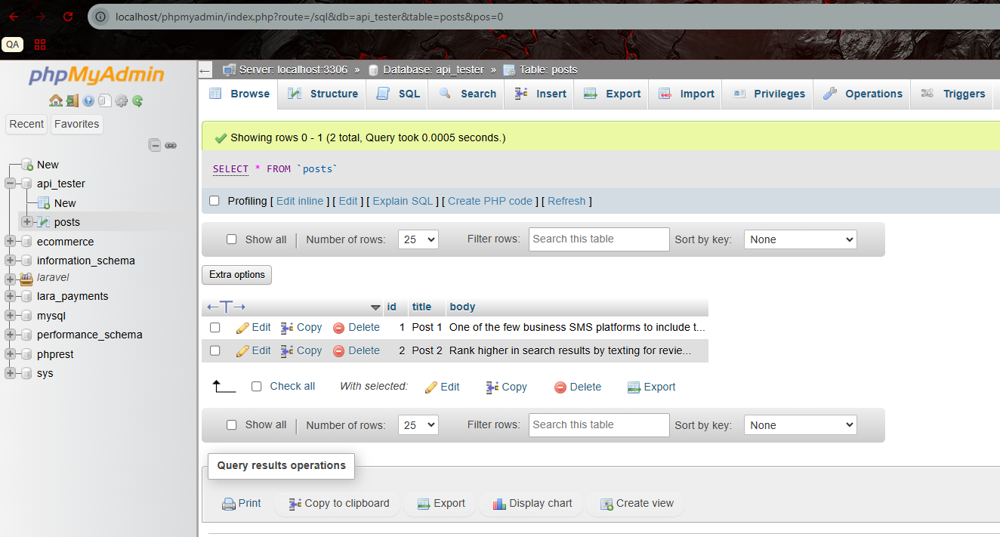 localhost/phpmyadmin/index.php?route=/sql&db=api_tester&table=posts&pos=0
QA
phpMyAdmin
Recent Favorites
New
api_tester
New
posts
ecommerce
information_schema
laravel
lara_payments
mysql
performance_schema
phprest
sys
Server: localhost:3306 » Database: api_tester » Table: posts
Browse Structure SQL Search Insert Export Import Privileges Operations Triggers
Showing rows 0 - 1 (2 total, Query took 0.0005 seconds.)
SELECT * FROM `posts`
Profiling [ Edit inline ] [ Edit ] [ Explain SQL ] [ Create PHP code ] [ Refresh ]
Show all | Number of rows: 25 Filter rows: Search this table Sort by key: None
Extra options
←T→ id title body
Edit Copy Delete 1 Post 1 One of the few business SMS platforms to include t...
Edit Copy Delete 2 Post 2 Rank higher in search results by texting for revie...
Check all With selected: Edit Copy Delete Export
Show all | Number of rows: 25 Filter rows: Search this table Sort by key: None
Query results operations
Print Copy to clipboard Export Display chart Create view